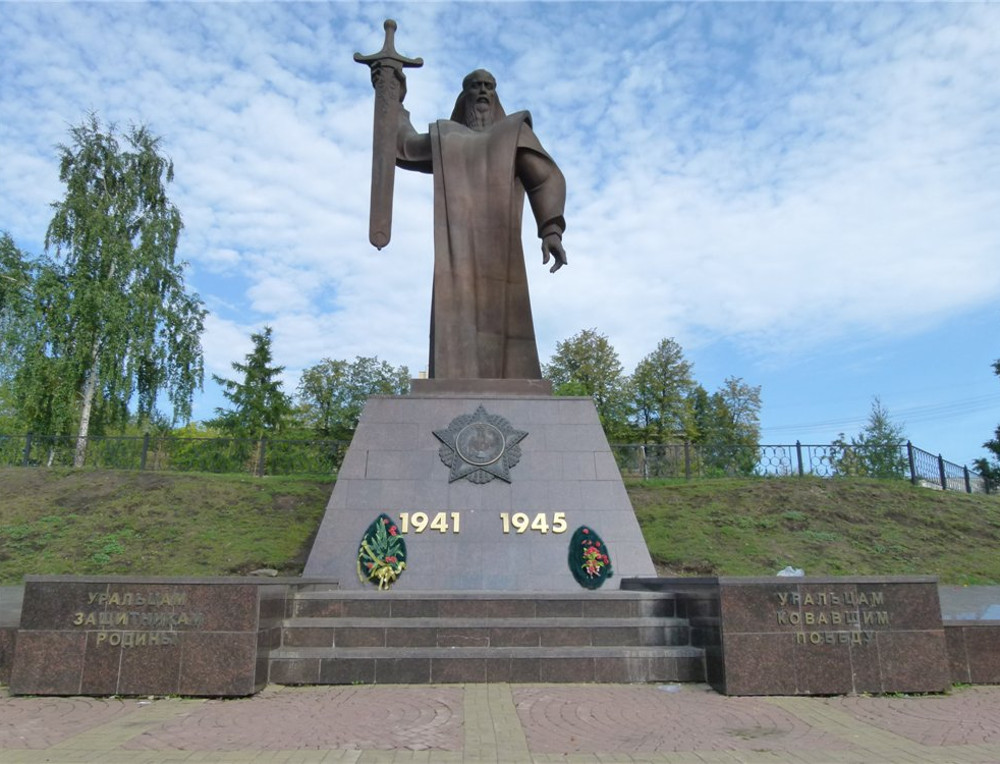 1941 1945
УРАЛЬЦАМ
ЗАЩИТНИКАМ
РОДИНЫ
УРАЛЬЦАМ
КОВАВШИМ
ПОБЕДУ